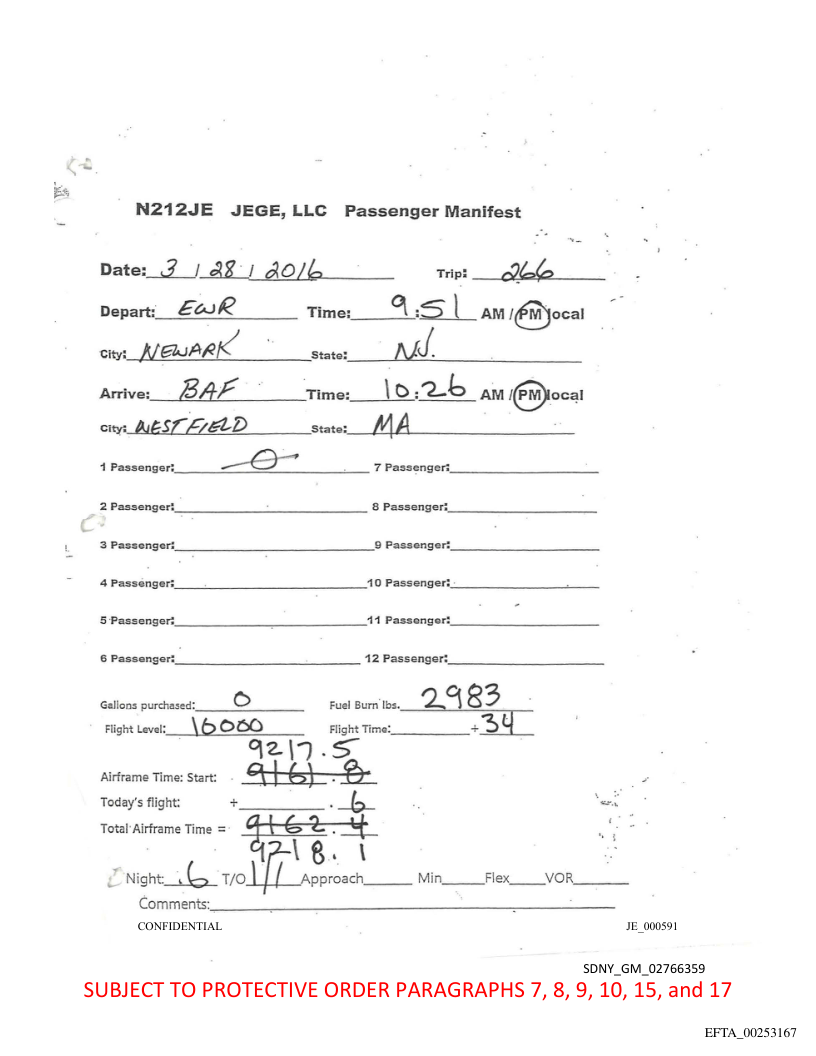 N212JE JEGE, LLC Passenger Manifest
Date: 3 / 28 / 2016 Trip: 266
Depart: EWR Time: 9:51 AM / PM local
City: NEWARK State: NJ.
Arrive: BAF Time: 10:26 AM / PM local
City: WESTFIELD State: MA
1 Passenger: 0 7 Passenger:
2 Passenger: 8 Passenger:
3 Passenger: 9 Passenger:
4 Passenger: 10 Passenger:
5 Passenger: 11 Passenger:
6 Passenger: 12 Passenger:
Gallons purchased: 0 Fuel Burn lbs. 2983
Flight Level: 16000 Flight Time: + 34
9217.5
Airframe Time: Start: 9161.8
Today's flight: + . 6
Total Airframe Time = 9162.4
9218.1
Night: .6 T/O 1/1 Approach Min Flex VOR
Comments:
CONFIDENTIAL JE_000591
SDNY_GM_02766359
SUBJECT TO PROTECTIVE ORDER PARAGRAPHS 7, 8, 9, 10, 15, and 17
EFTA_00253167